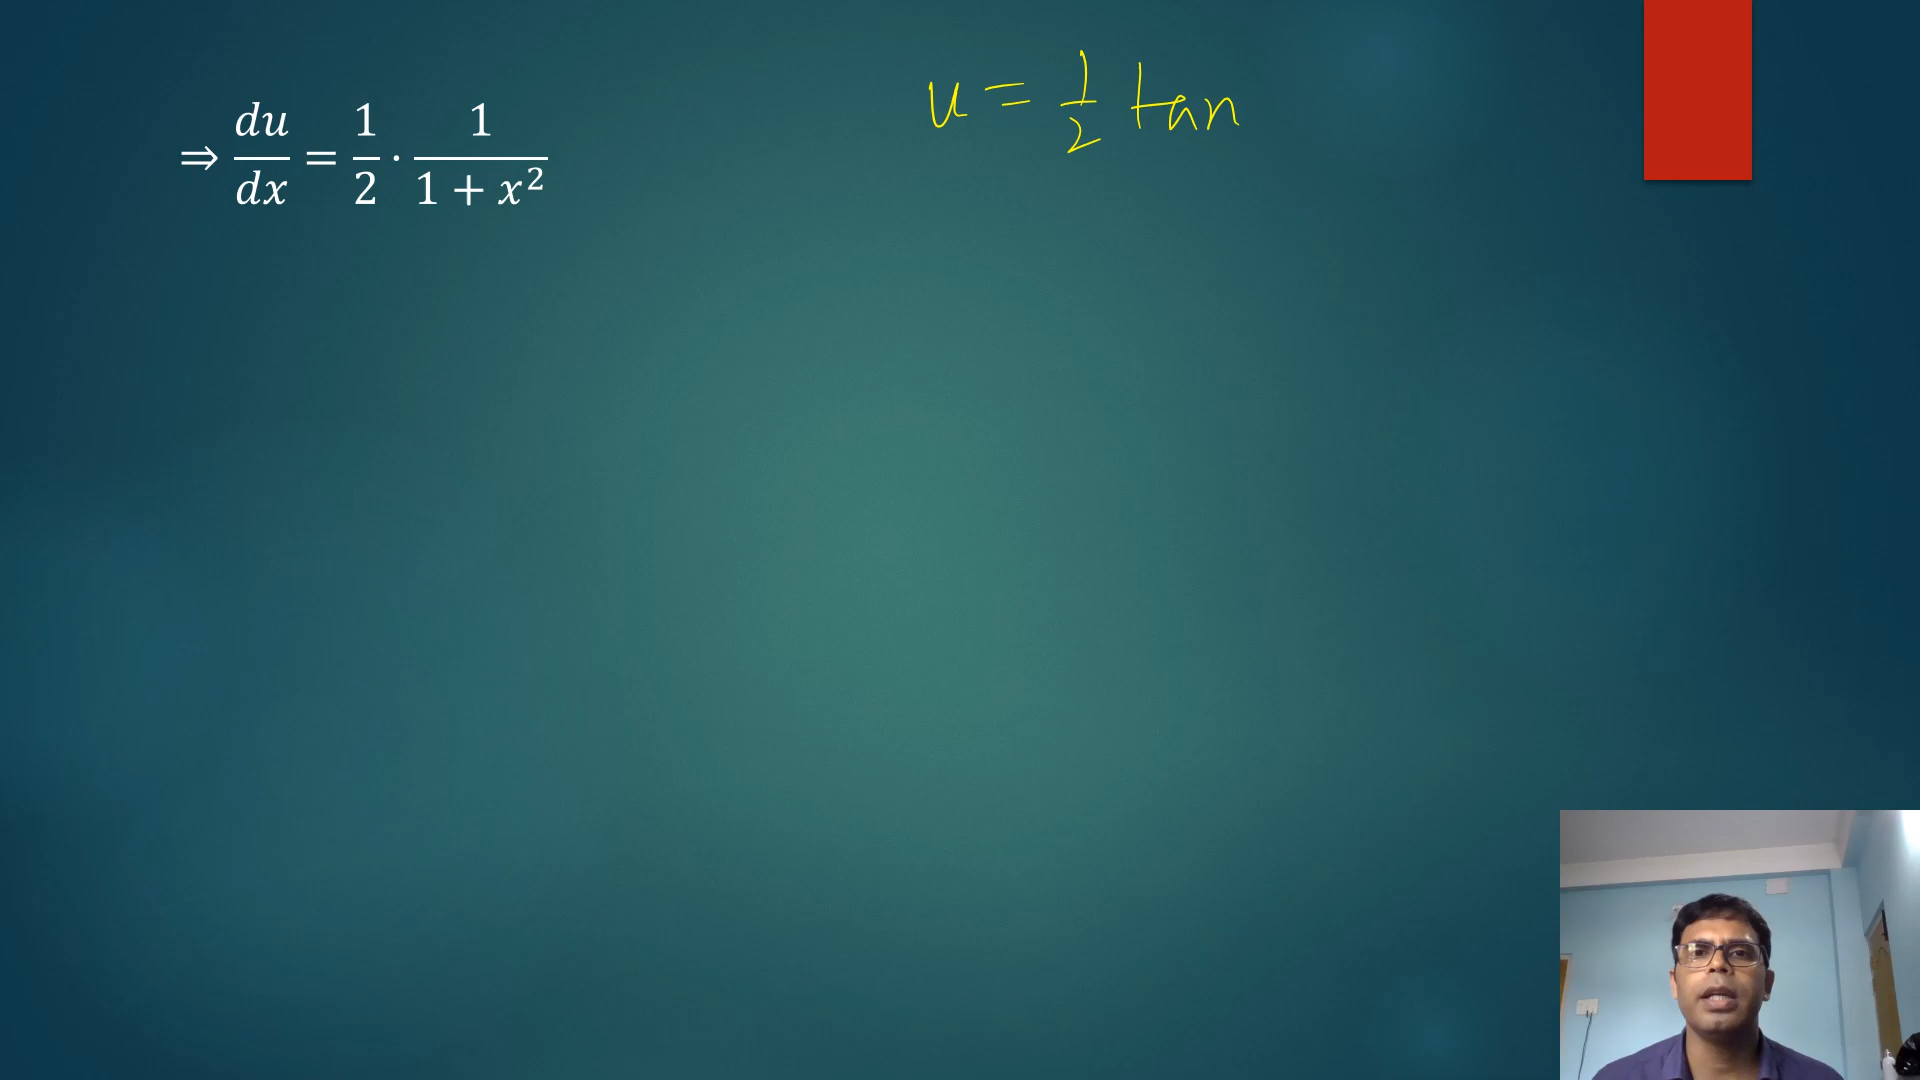 ⇒ du/dx = 1/2 · 1/(1 + x²)
u = 1/2 tan